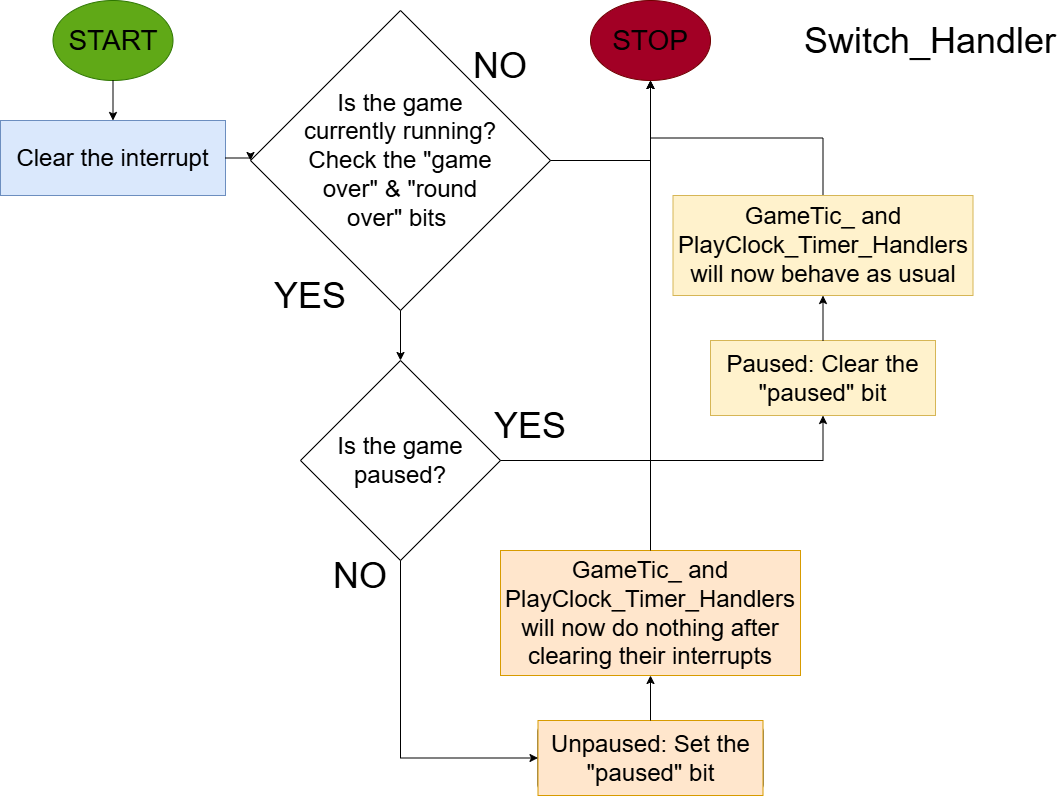 START
STOP
Switch_Handler
NO
Is the game
currently running?
Check the "game
over" & "round
over" bits
Clear the interrupt
GameTic_ and
PlayClock_Timer_Handlers
will now behave as usual
YES
Paused: Clear the
"paused" bit
YES
Is the game
paused?
NO
GameTic_ and
PlayClock_Timer_Handlers
will now do nothing after
clearing their interrupts
Unpaused: Set the
"paused" bit